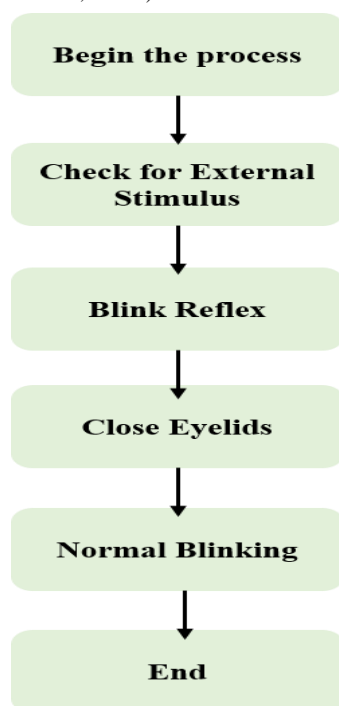 Begin the process
Check for External
Stimulus
Blink Reflex
Close Eyelids
Normal Blinking
End